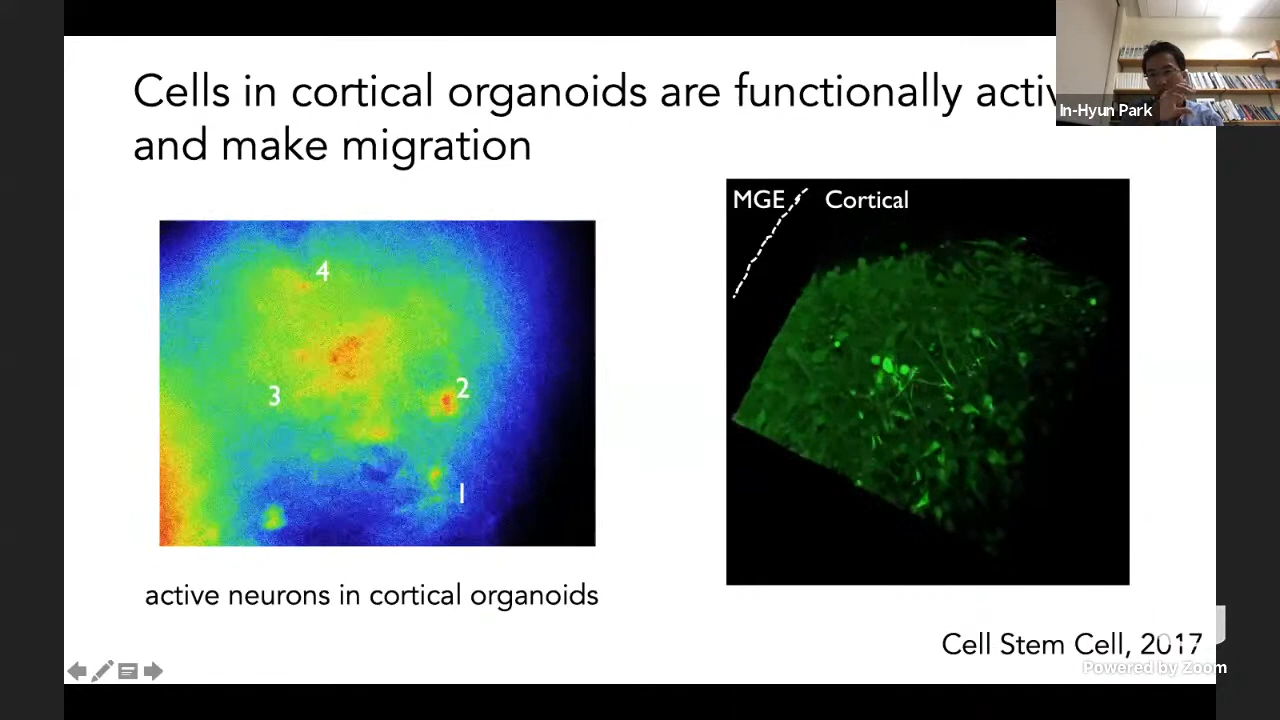 Cells in cortical organoids are functionally activ
and make migration
In-Hyun Park
MGE
Cortical
4
3
2
1
active neurons in cortical organoids
Cell Stem Cell, 2017
Powered by Zoom